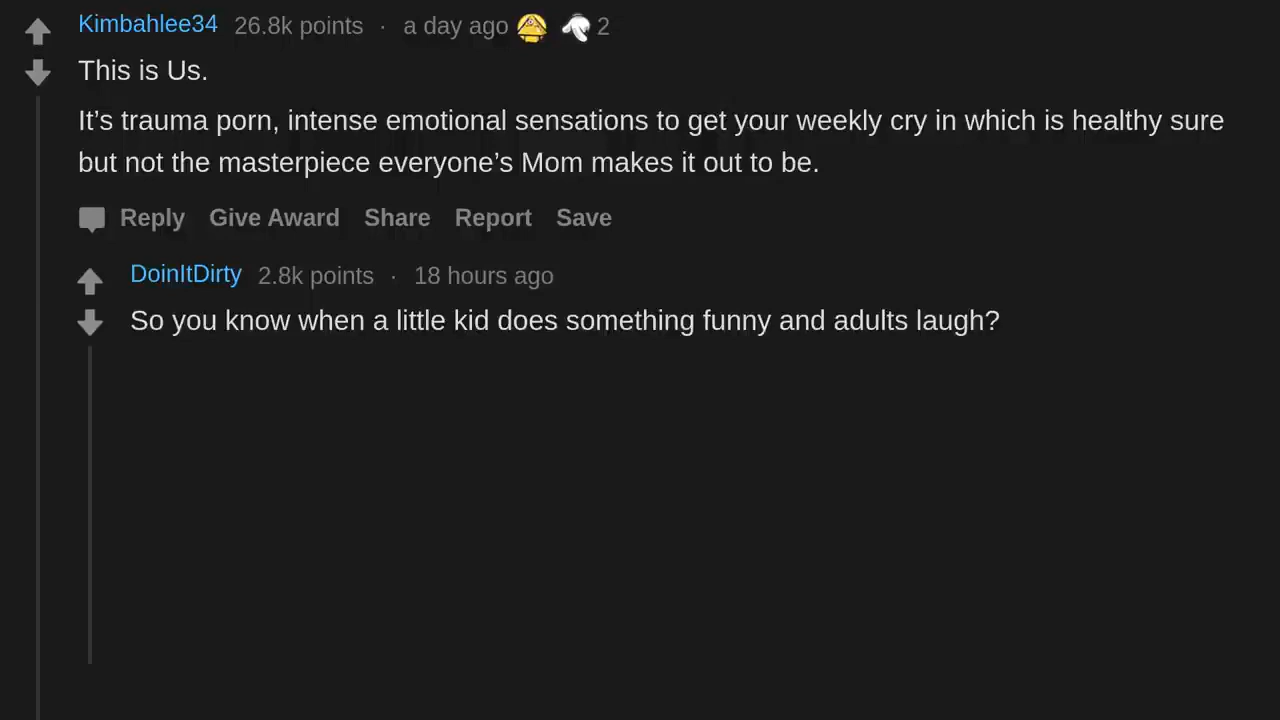 Kimbahlee34 26.8k points · a day ago 2
This is Us.
It’s trauma porn, intense emotional sensations to get your weekly cry in which is healthy sure
but not the masterpiece everyone’s Mom makes it out to be.
Reply Give Award Share Report Save
DoinItDirty 2.8k points · 18 hours ago
So you know when a little kid does something funny and adults laugh?